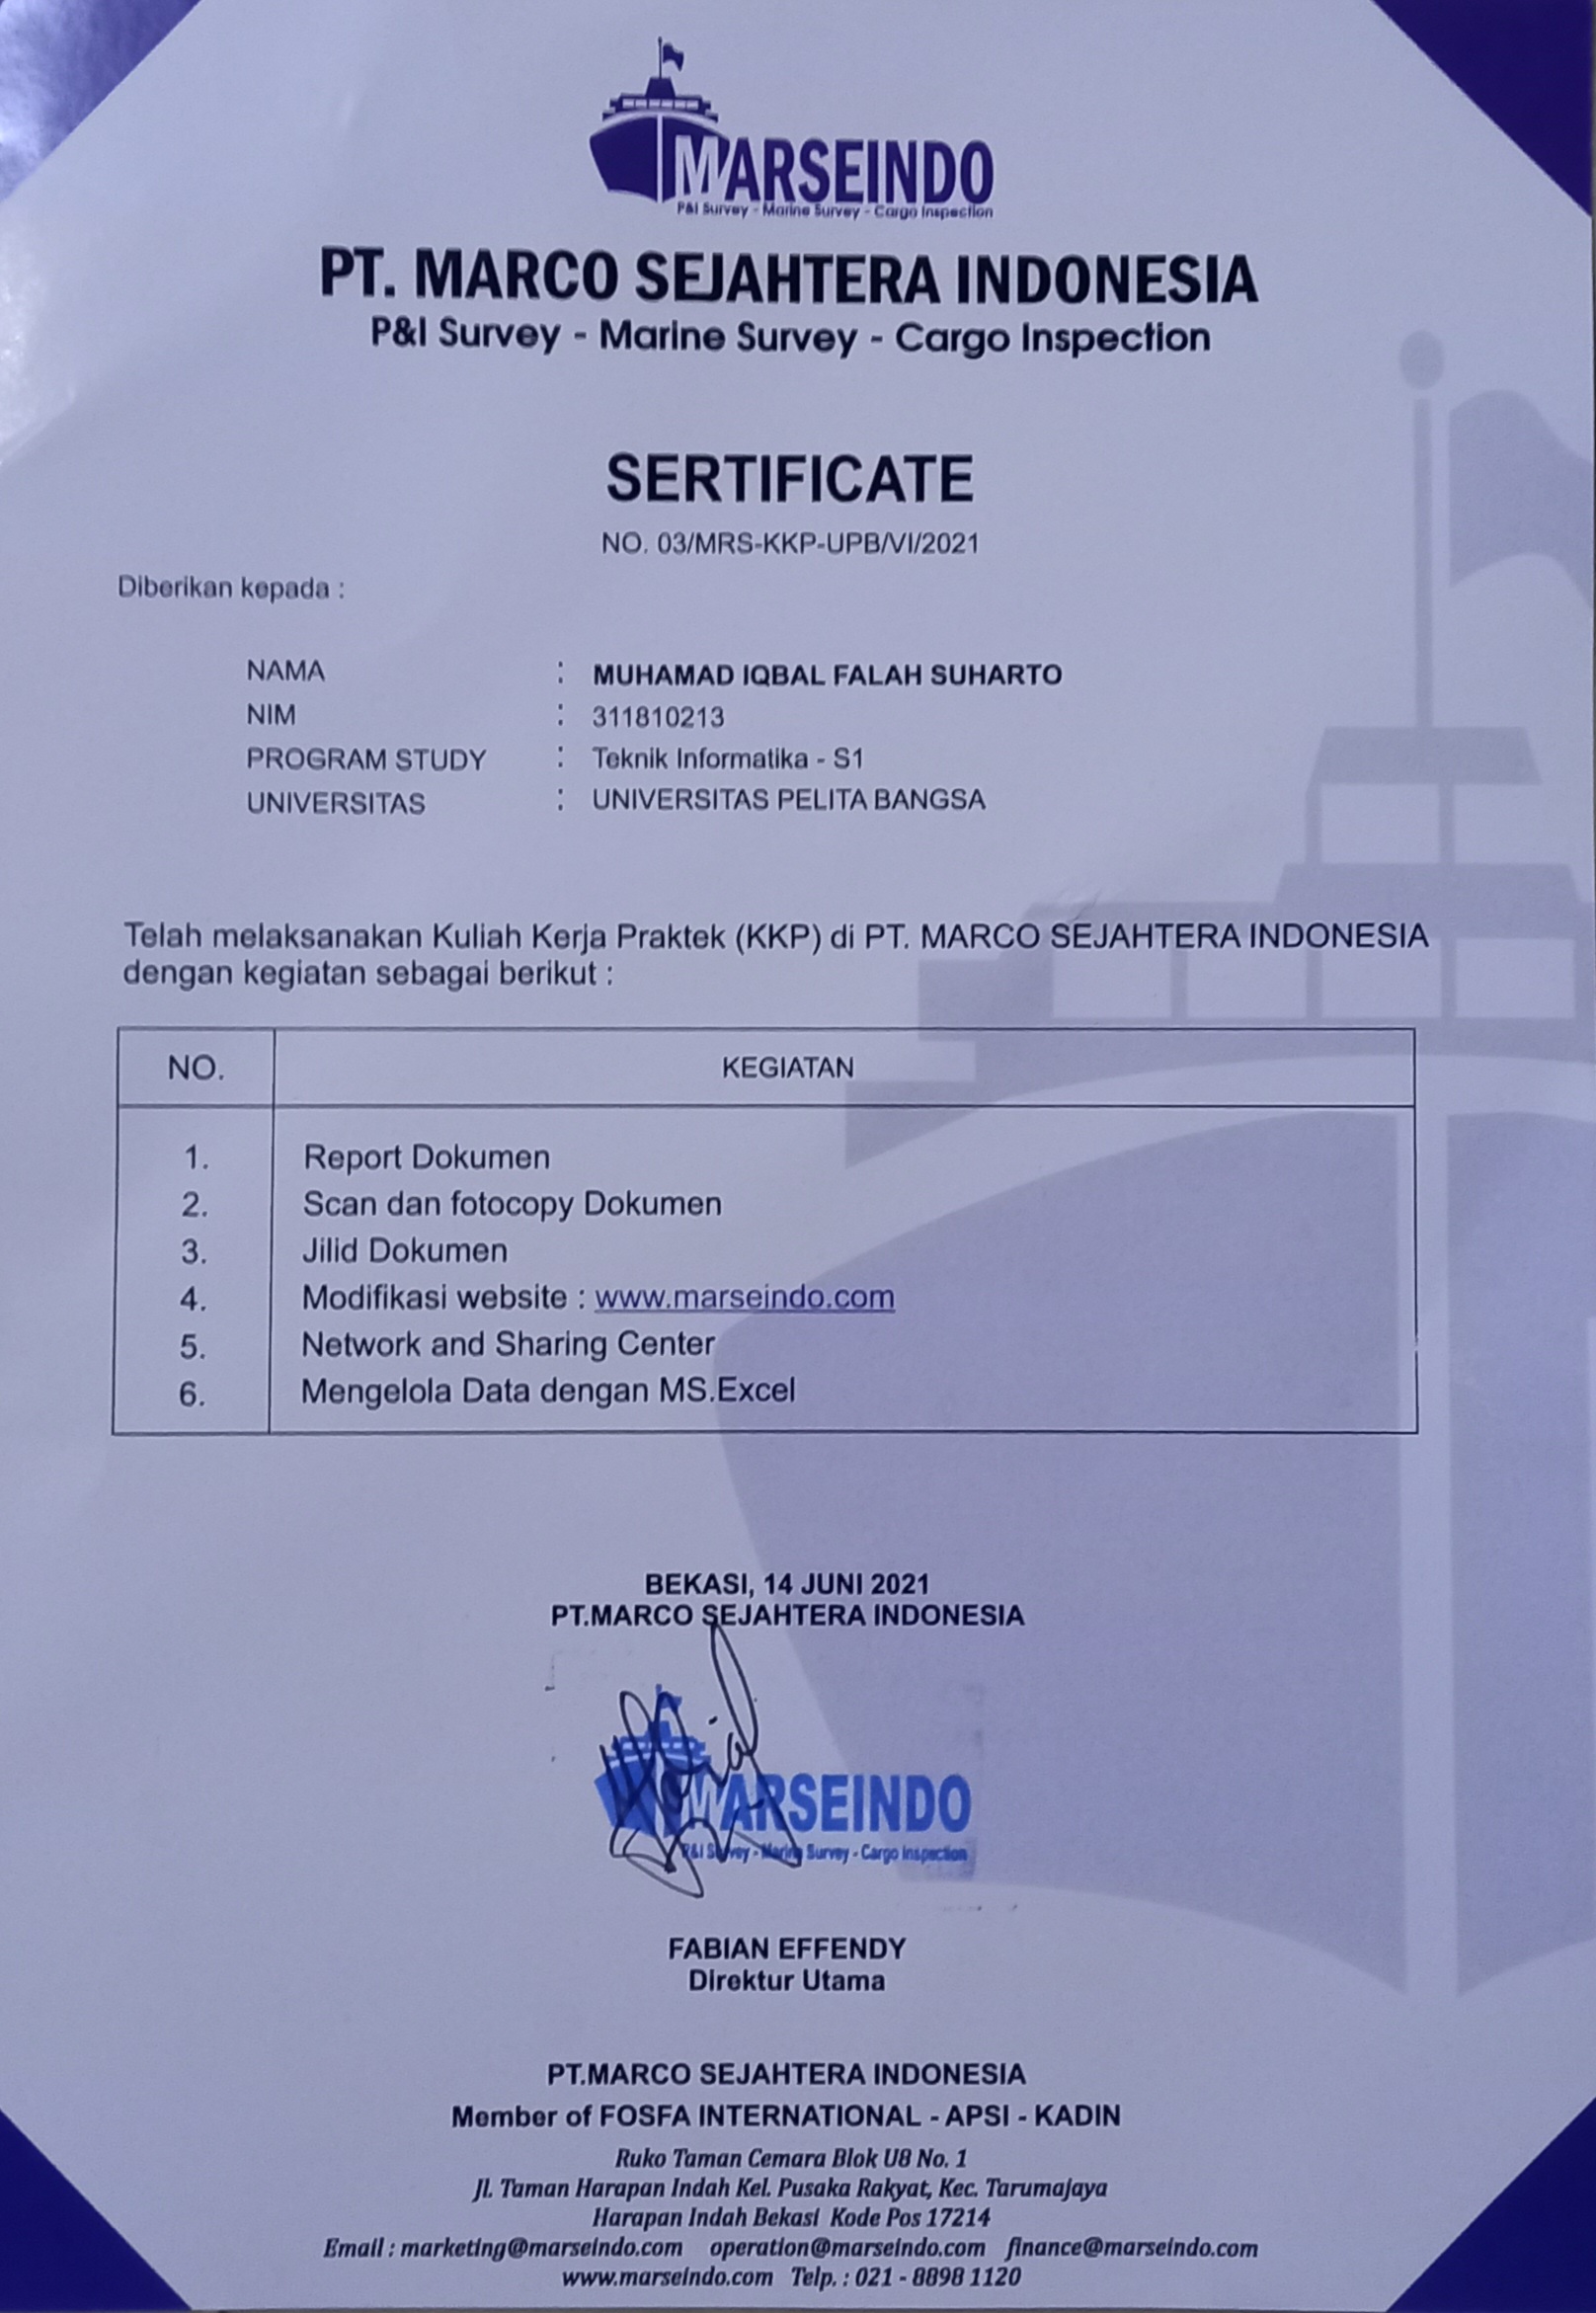 MARSEINDO
P&I Survey - Marine Survey - Cargo Inspection
PT. MARCO SEJAHTERA INDONESIA
P&I Survey - Marine Survey - Cargo Inspection
SERTIFICATE
NO. 03/MRS-KKP-UPB/VI/2021
Diberikan kepada :
NAMA : MUHAMAD IQBAL FALAH SUHARTO
NIM : 311810213
PROGRAM STUDY : Teknik Informatika - S1
UNIVERSITAS : UNIVERSITAS PELITA BANGSA
Telah melaksanakan Kuliah Kerja Praktek (KKP) di PT. MARCO SEJAHTERA INDONESIA
dengan kegiatan sebagai berikut :
NO. KEGIATAN
1. Report Dokumen
2. Scan dan fotocopy Dokumen
3. Jilid Dokumen
4. Modifikasi website : www.marseindo.com
5. Network and Sharing Center
6. Mengelola Data dengan MS.Excel
BEKASI, 14 JUNI 2021
PT.MARCO SEJAHTERA INDONESIA
MARSEINDO
P&I Survey - Marine Survey - Cargo Inspection
FABIAN EFFENDY
Direktur Utama
PT.MARCO SEJAHTERA INDONESIA
Member of FOSFA INTERNATIONAL - APSI - KADIN
Ruko Taman Cemara Blok U8 No. 1
Jl. Taman Harapan Indah Kel. Pusaka Rakyat, Kec. Tarumajaya
Harapan Indah Bekasi Kode Pos 17214
Email : marketing@marseindo.com operation@marseindo.com finance@marseindo.com
www.marseindo.com Telp. : 021 - 8898 1120